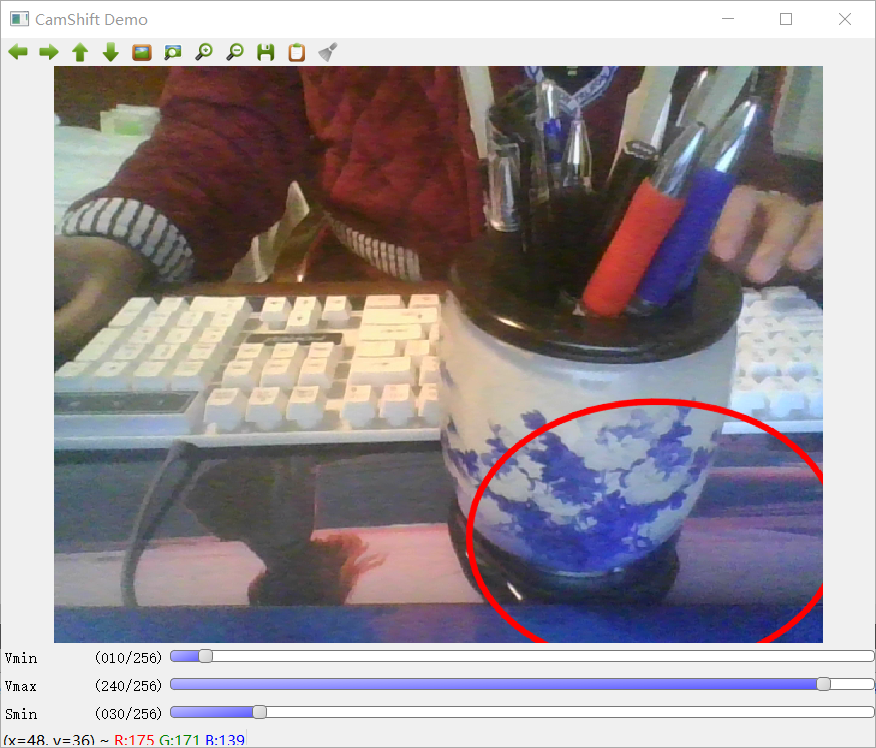 CamShift Demo
Vmin (010/256)
Vmax (240/256)
Smin (030/256)
(x=48, y=36) ~ R:175 G:171 B:139